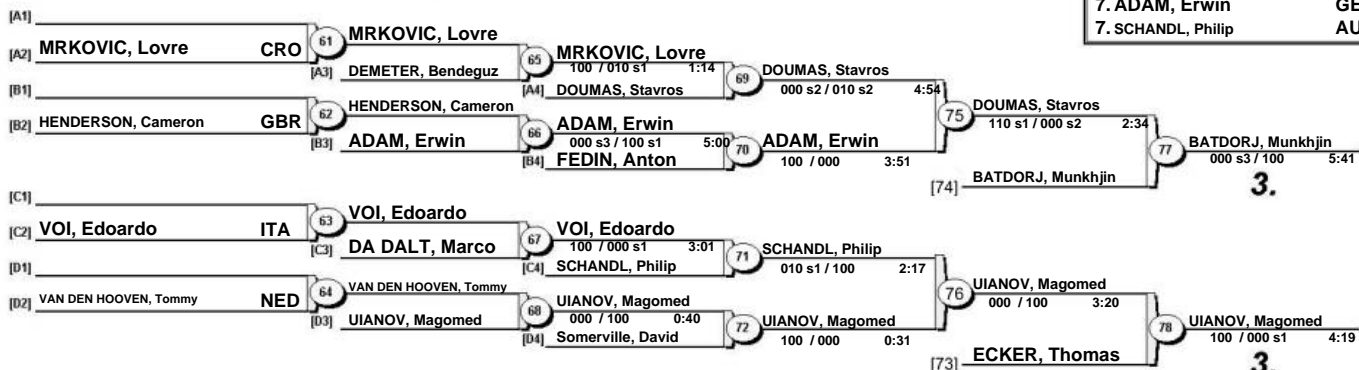 7. ADAM, Erwin GB
7. SCHANDL, Philip AU
[A1]
[A2] MRKOVIC, Lovre CRO
61
MRKOVIC, Lovre
[A3] DEMETER, Bendeguz
65
MRKOVIC, Lovre
100 / 010 s1 1:14
[A4] DOUMAS, Stavros
69
DOUMAS, Stavros
000 s2 / 010 s2 4:54
[B1]
[B2] HENDERSON, Cameron GBR
62
HENDERSON, Cameron
[B3] ADAM, Erwin
66
ADAM, Erwin
000 s3 / 100 s1 5:00
[B4] FEDIN, Anton
70
ADAM, Erwin
100 / 000 3:51
75
DOUMAS, Stavros
110 s1 / 000 s2 2:34
[74] BATDORJ, Munkhjin
77
BATDORJ, Munkhjin
000 s3 / 100 5:41
3.
[C1]
[C2] VOI, Edoardo ITA
63
VOI, Edoardo
[C3] DA DALT, Marco
67
VOI, Edoardo
100 / 000 s1 3:01
[C4] SCHANDL, Philip
71
SCHANDL, Philip
010 s1 / 100 2:17
[D1]
[D2] VAN DEN HOOVEN, Tommy NED
64
VAN DEN HOOVEN, Tommy
[D3] UIANOV, Magomed
68
UIANOV, Magomed
000 / 100 0:40
[D4] Somerville, David
72
UIANOV, Magomed
100 / 000 0:31
76
UIANOV, Magomed
000 / 100 3:20
[73] ECKER, Thomas
78
UIANOV, Magomed
100 / 000 s1 4:19
3.